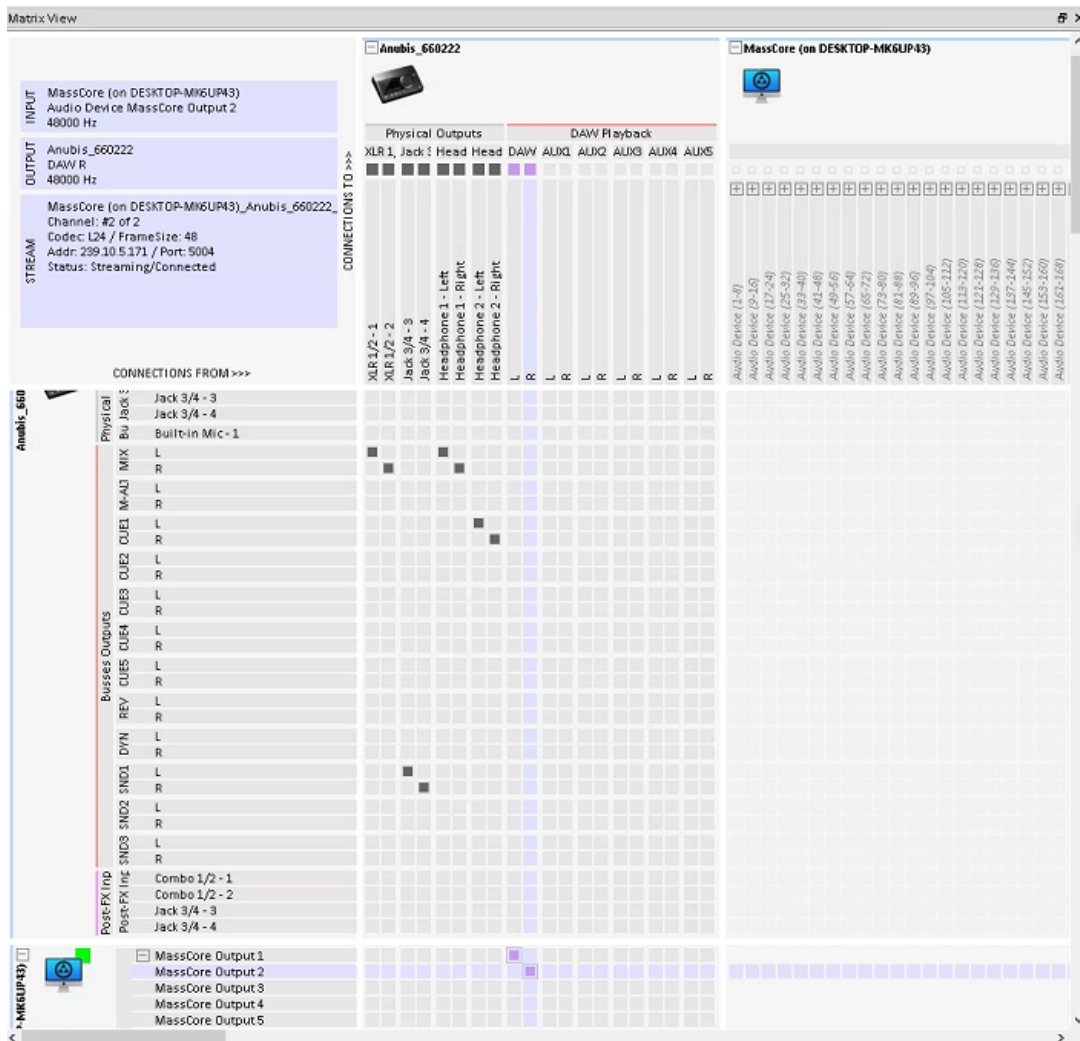 Matrix View
INPUT
MassCore (on DESKTOP-MK6UP43)
Audio Device MassCore Output 2
48000 Hz
OUTPUT
Anubis_660222
DAW R
48000 Hz
STREAM
MassCore (on DESKTOP-MK6UP43)_Anubis_660222_
Channel: #2 of 2
Codec: L24 / FrameSize: 48
Addr: 239.10.5.171 / Port: 5004
Status: Streaming/Connected
CONNECTIONS TO >>>
CONNECTIONS FROM >>>
Anubis_660222
Physical Outputs
DAW Playback
XLR 1, Jack Head Head DAW AUX1 AUX2 AUX3 AUX4 AUX5
XLR 1/2 - 1
XLR 1/2 - 2
Jack 3/4 - 3
Jack 3/4 - 4
Headphone 1 - Left
Headphone 1 - Right
Headphone 2 - Left
Headphone 2 - Right
L R L R L R L R L R L R
MassCore (on DESKTOP-MK6UP43)
Audio Device (1-8)
Audio Device (9-16)
Audio Device (17-24)
Audio Device (25-32)
Audio Device (33-40)
Audio Device (41-48)
Audio Device (49-56)
Audio Device (57-64)
Audio Device (65-72)
Audio Device (73-80)
Audio Device (81-88)
Audio Device (89-96)
Audio Device (97-104)
Audio Device (105-112)
Audio Device (113-120)
Audio Device (121-128)
Audio Device (129-136)
Audio Device (137-144)
Audio Device (145-152)
Audio Device (153-160)
Audio Device (161-168)
Anubis_660
Physical
Jack
Jack 3/4 - 3
Jack 3/4 - 4
Bu
Built-in Mic - 1
Busses Outputs
MIX
L
R
M-AL
L
R
CUE1
L
R
CUE2
L
R
CUE3
L
R
CUE4
L
R
CUE5
L
R
REV
L
R
DYN
L
R
SND1
L
R
SND2
L
R
SND3
L
R
Post-FX Inp
Post-FX Inp
Combo 1/2 - 1
Combo 1/2 - 2
Jack 3/4 - 3
Jack 3/4 - 4
P-MK6UP43)
MassCore Output 1
MassCore Output 2
MassCore Output 3
MassCore Output 4
MassCore Output 5